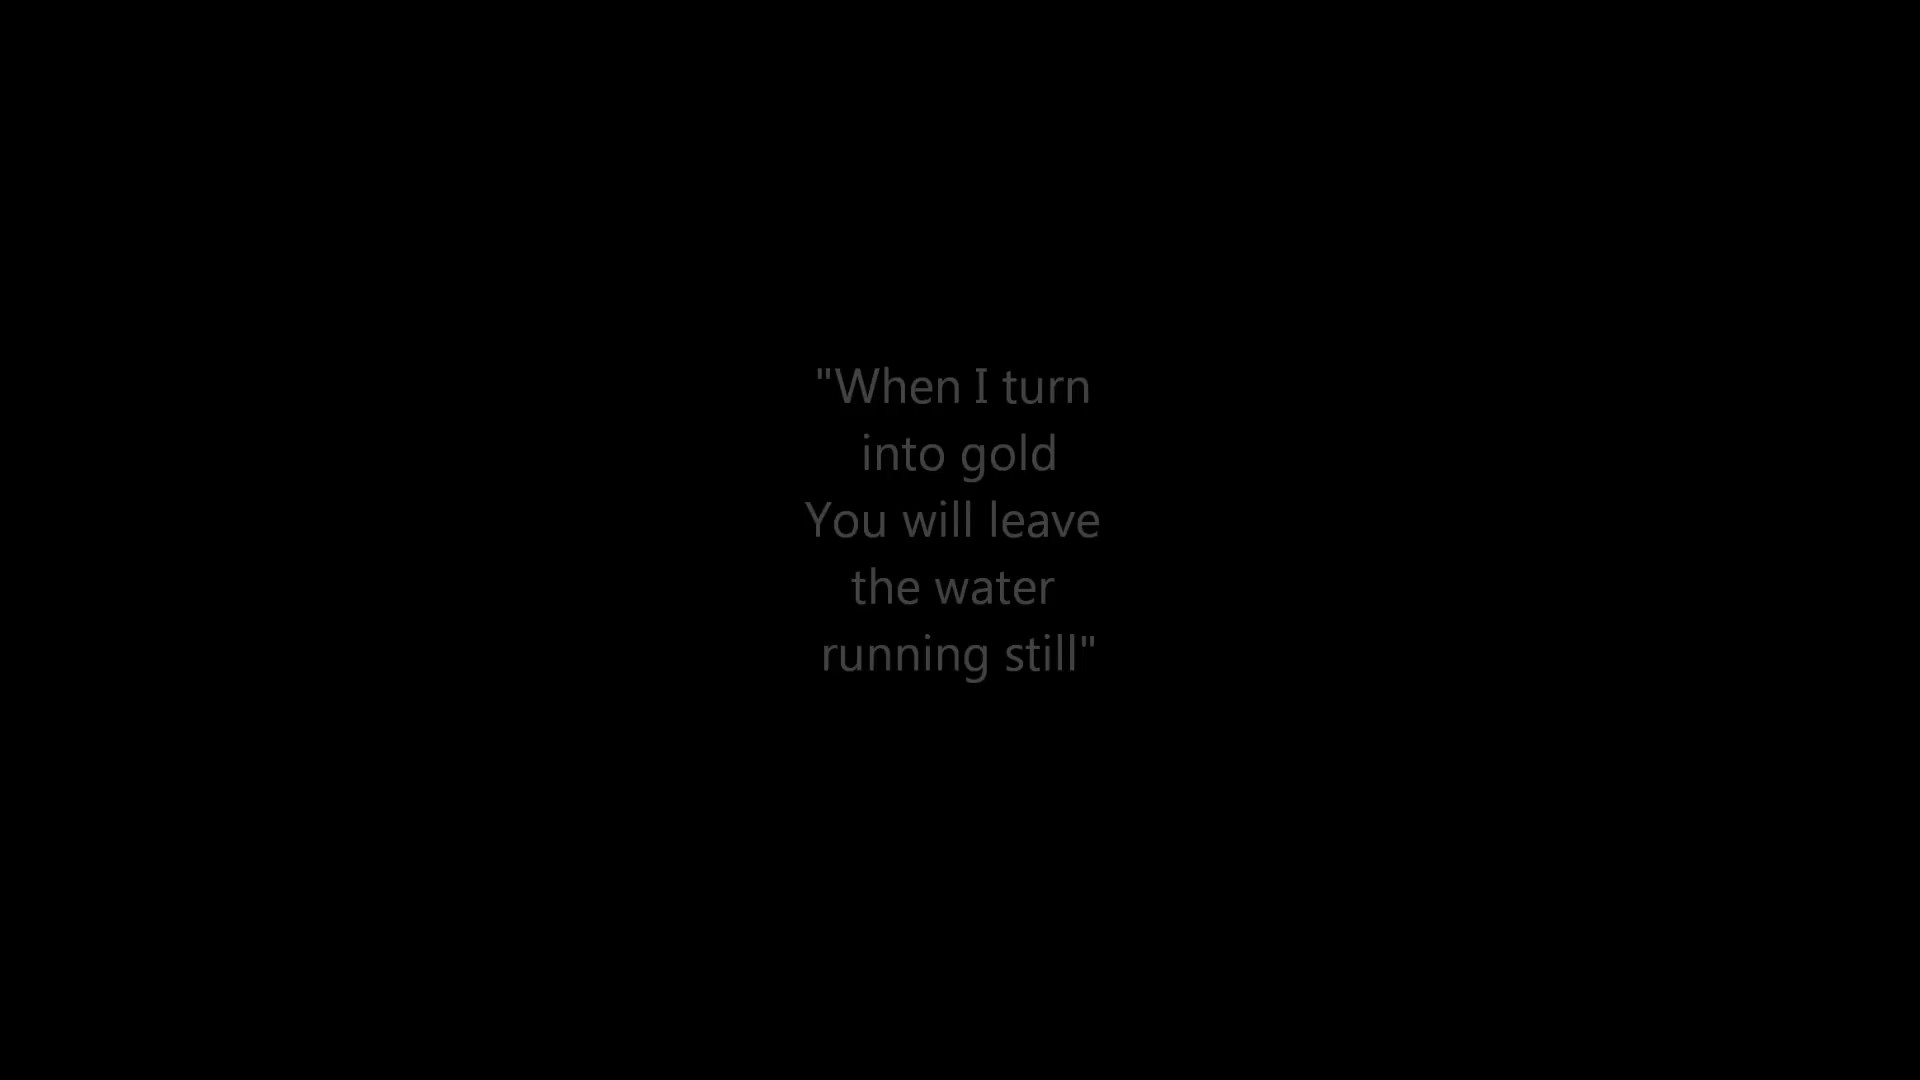 "When I turn
into gold
You will leave
the water
running still"